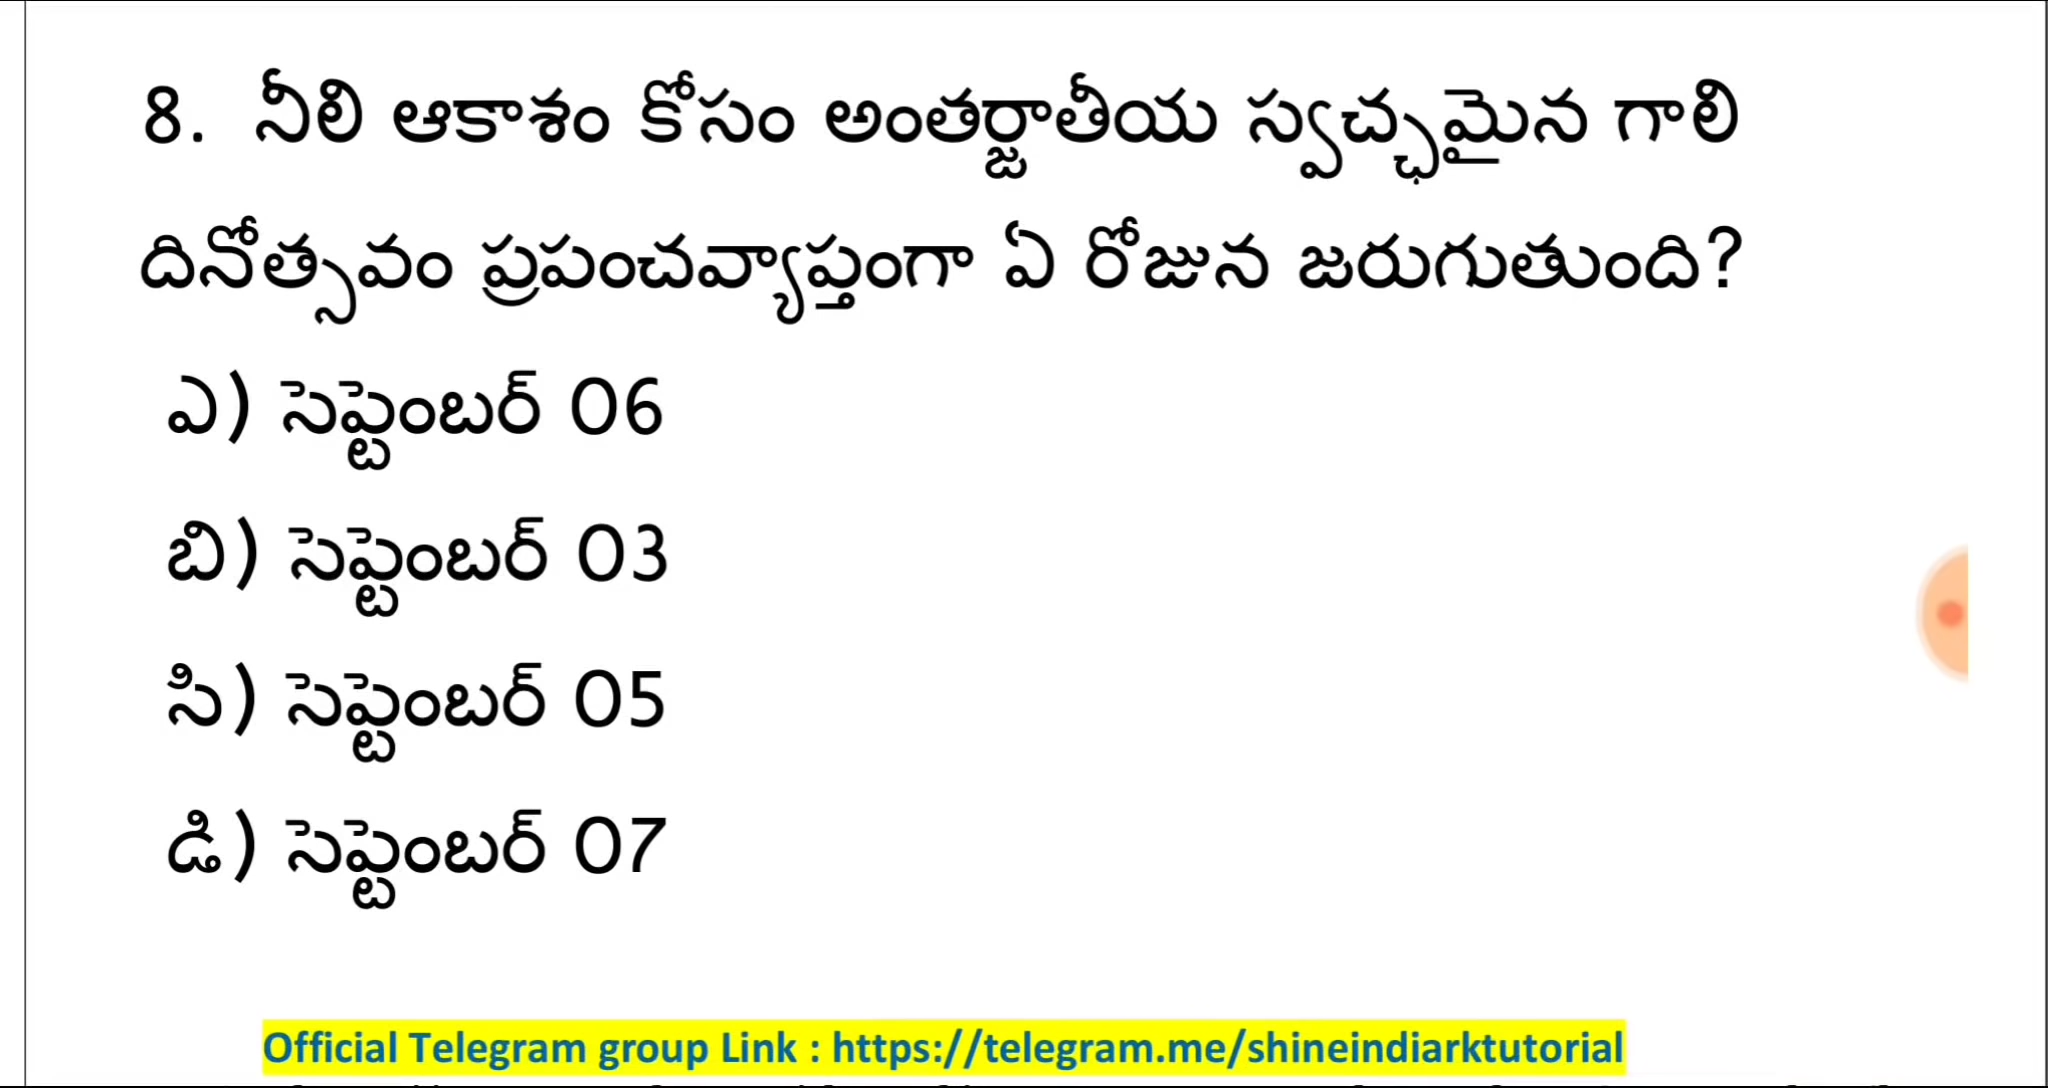 8. నీలి ఆకాశం కోసం అంతర్జాతీయ స్వచ్ఛమైన గాలి
దినోత్సవం ప్రపంచవ్యాప్తంగా ఏ రోజున జరుగుతుంది?
ఎ) సెప్టెంబర్ 06
బి) సెప్టెంబర్ 03
సి) సెప్టెంబర్ 05
డి) సెప్టెంబర్ 07
Official Telegram group Link : https://telegram.me/shineindiarktutorial